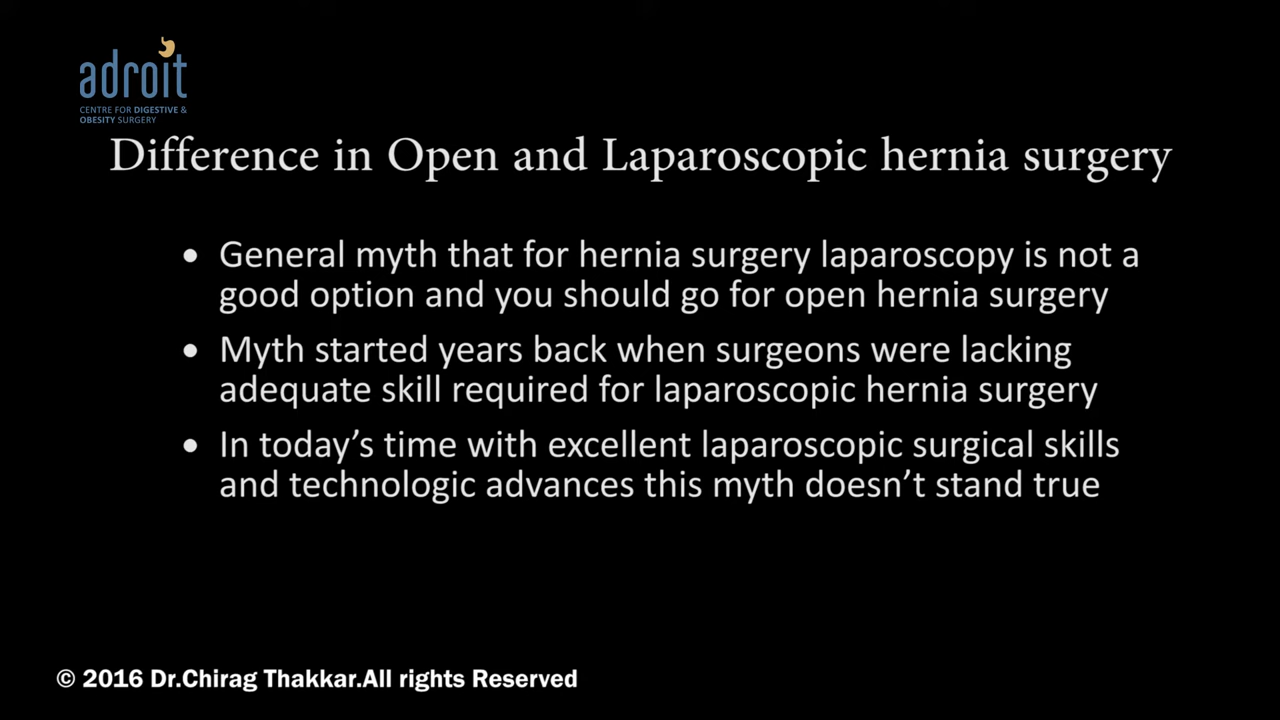 adroit
CENTRE FOR DIGESTIVE &
OBESITY SURGERY
Difference in Open and Laparoscopic hernia surgery
• General myth that for hernia surgery laparoscopy is not a
good option and you should go for open hernia surgery
• Myth started years back when surgeons were lacking
adequate skill required for laparoscopic hernia surgery
• In today’s time with excellent laparoscopic surgical skills
and technologic advances this myth doesn’t stand true
© 2016 Dr.Chirag Thakkar.All rights Reserved